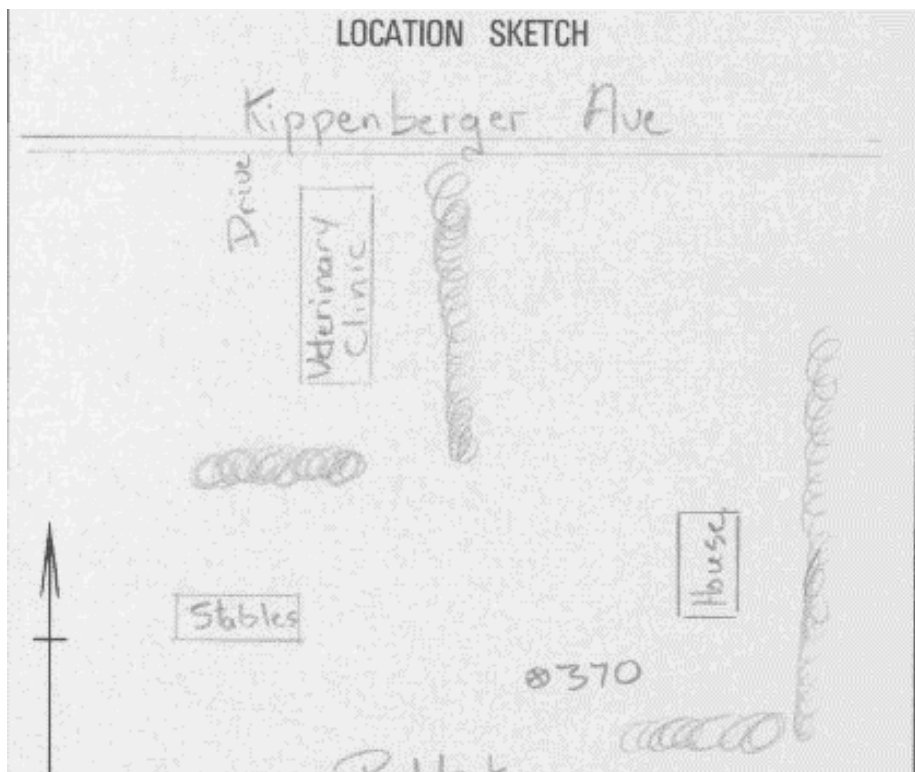 LOCATION SKETCH
Kippenberger Ave
Drive
Veterinary
Clinic
House
Stables
⊗370